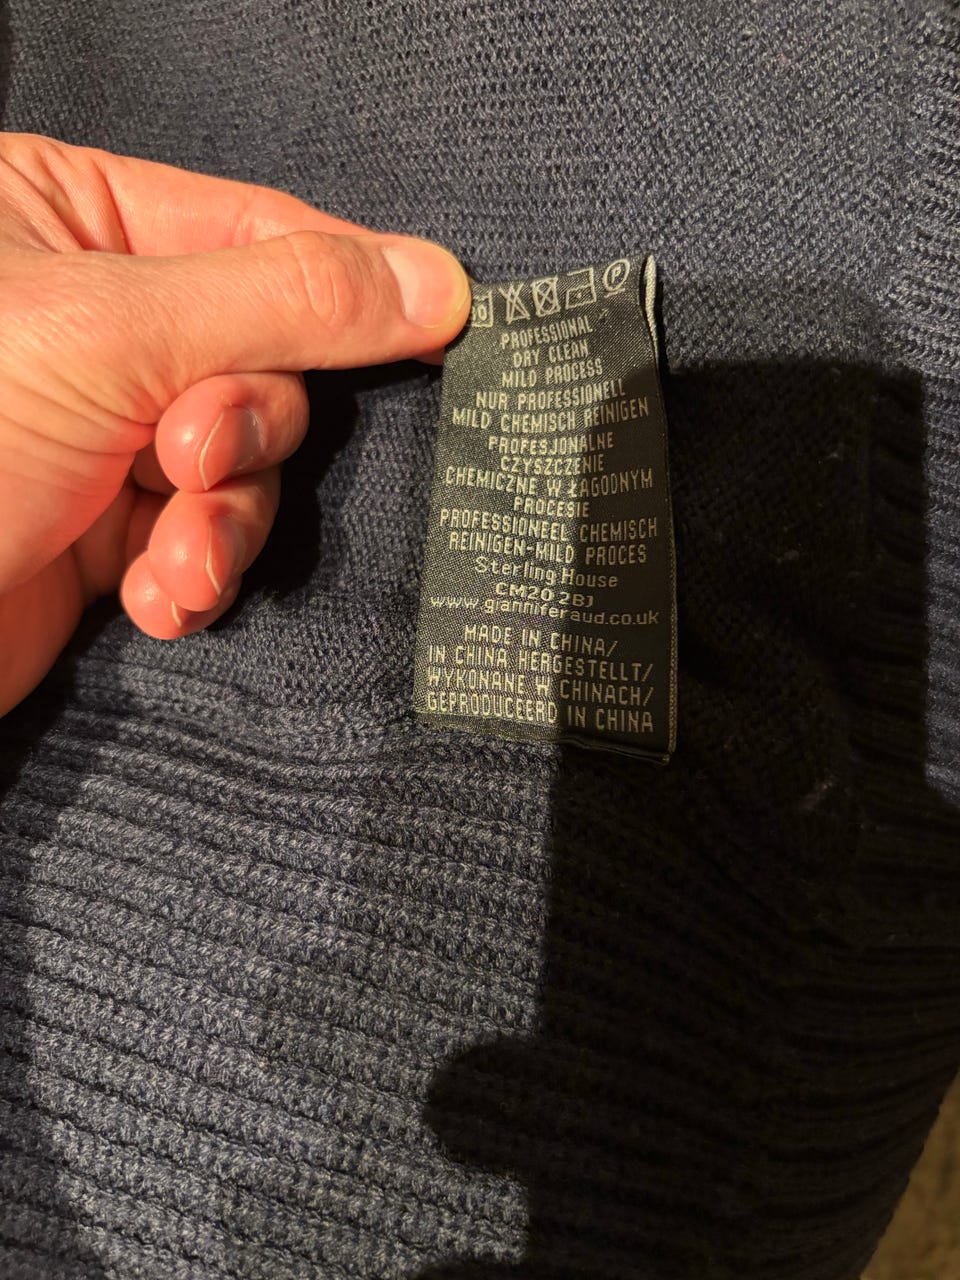 P
PROFESSIONAL
DRY CLEAN
MILD PROCESS
NUR PROFESSIONELL
MILD CHEMISCH REINIGEN
PROFESJONALNE
CZYSZCZENIE
CHEMICZNE W ŁAGODNYM
PROCESIE
PROFESSIONEEL CHEMISCH
REINIGEN-MILD PROCES
Sterling House
CM20 2BJ
www.gianniferaud.co.uk
MADE IN CHINA/
IN CHINA HERGESTELLT/
WYKONANE W CHINACH/
GEPRODUCEERD IN CHINA